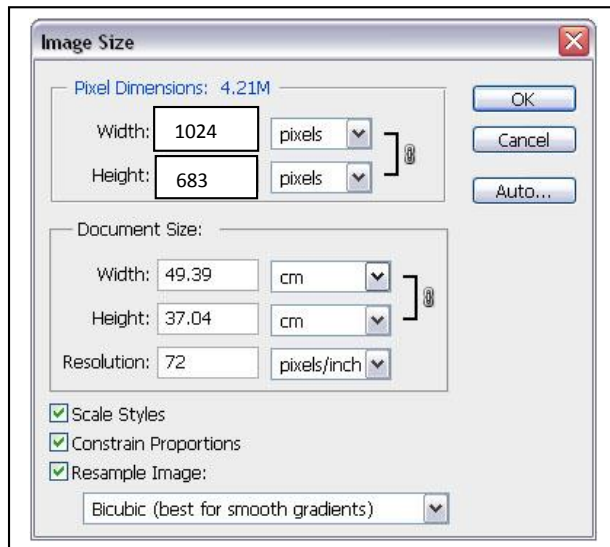 Image Size
Pixel Dimensions: 4.21M
OK
Width: 1024 pixels
Cancel
Height: 683 pixels
Auto...
Document Size:
Width: 49.39 cm
Height: 37.04 cm
Resolution: 72 pixels/inch
Scale Styles
Constrain Proportions
Resample Image:
Bicubic (best for smooth gradients)